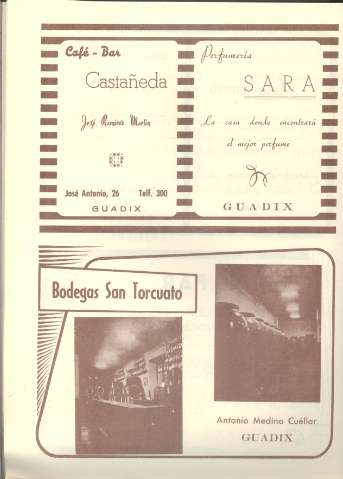 Café - Bar
Castañeda
José Ramírez Martín
José Antonio, 26 Telf. 300
GUADIX
Perfumería
SARA
La casa donde encontrará
el mejor perfume
GUADIX
Bodegas San Torcuato
Antonio Medina Cuéllar
GUADIX